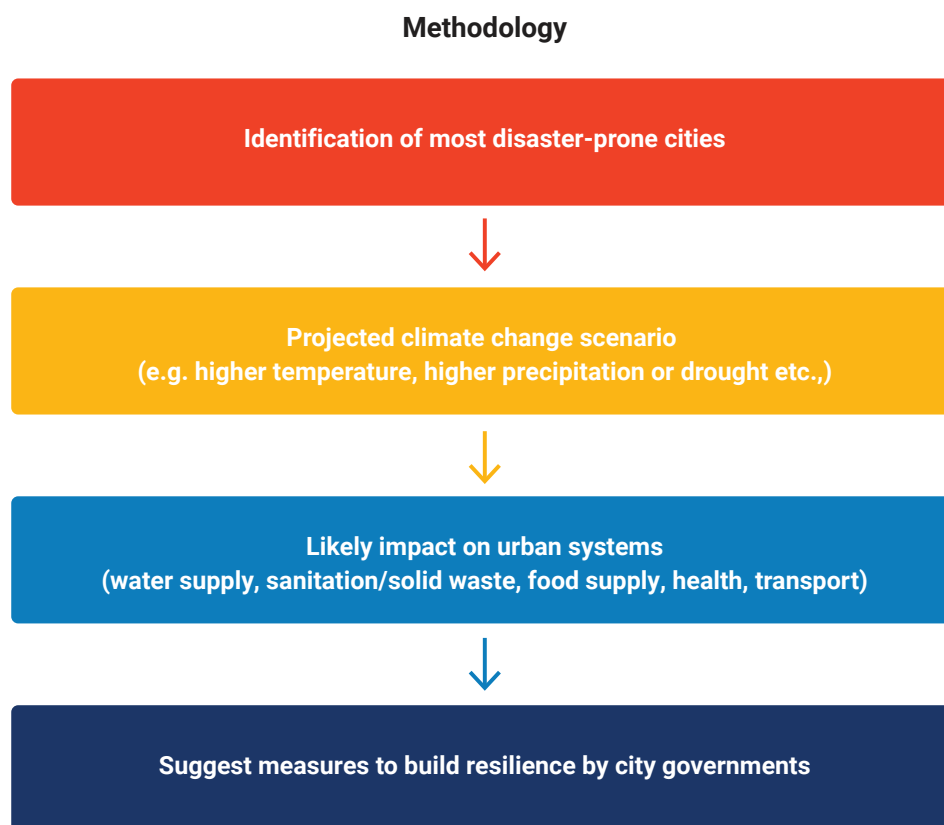 Methodology
Identification of most disaster-prone cities
Projected climate change scenario
(e.g. higher temperature, higher precipitation or drought etc.,)
Likely impact on urban systems
(water supply, sanitation/solid waste, food supply, health, transport)
Suggest measures to build resilience by city governments